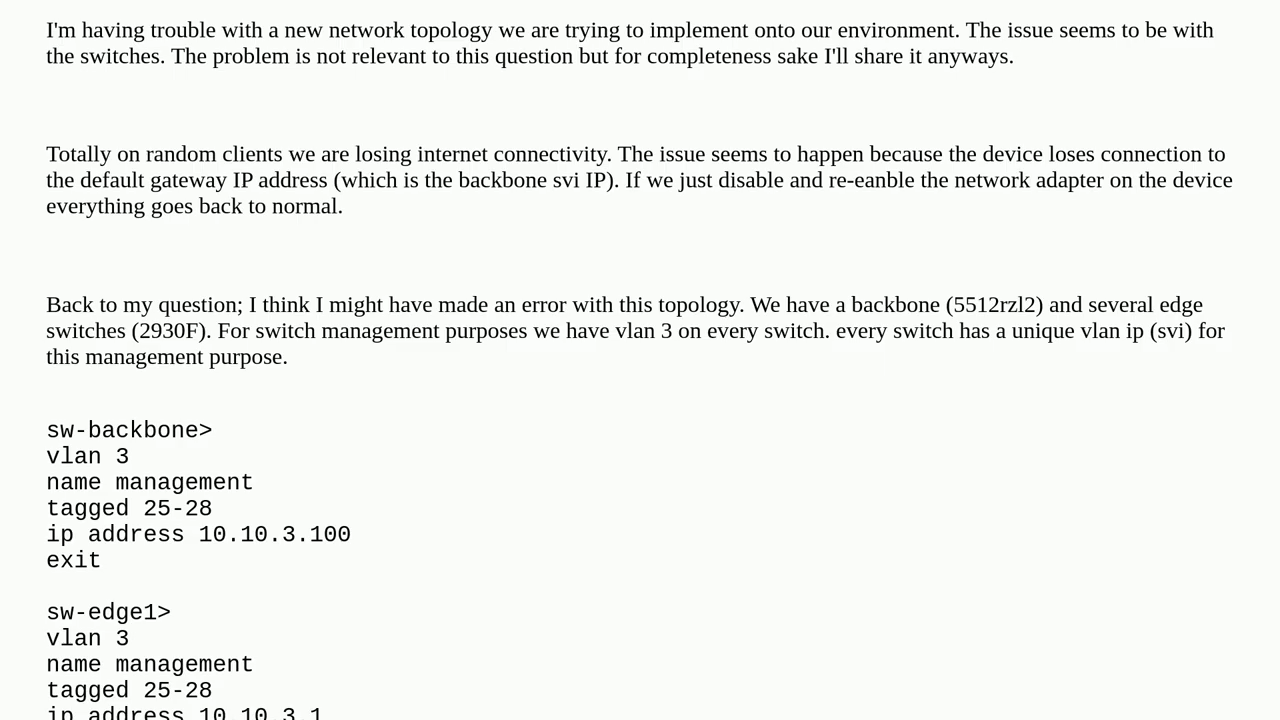 I'm having trouble with a new network topology we are trying to implement onto our environment. The issue seems to be with
the switches. The problem is not relevant to this question but for completeness sake I'll share it anyways.
Totally on random clients we are losing internet connectivity. The issue seems to happen because the device loses connection to
the default gateway IP address (which is the backbone svi IP). If we just disable and re-eanble the network adapter on the device
everything goes back to normal.
Back to my question; I think I might have made an error with this topology. We have a backbone (5512rzl2) and several edge
switches (2930F). For switch management purposes we have vlan 3 on every switch. every switch has a unique vlan ip (svi) for
this management purpose.
sw-backbone>
vlan 3
name management
tagged 25-28
ip address 10.10.3.100
exit
sw-edge1>
vlan 3
name management
tagged 25-28
ip address 10.10.3.1